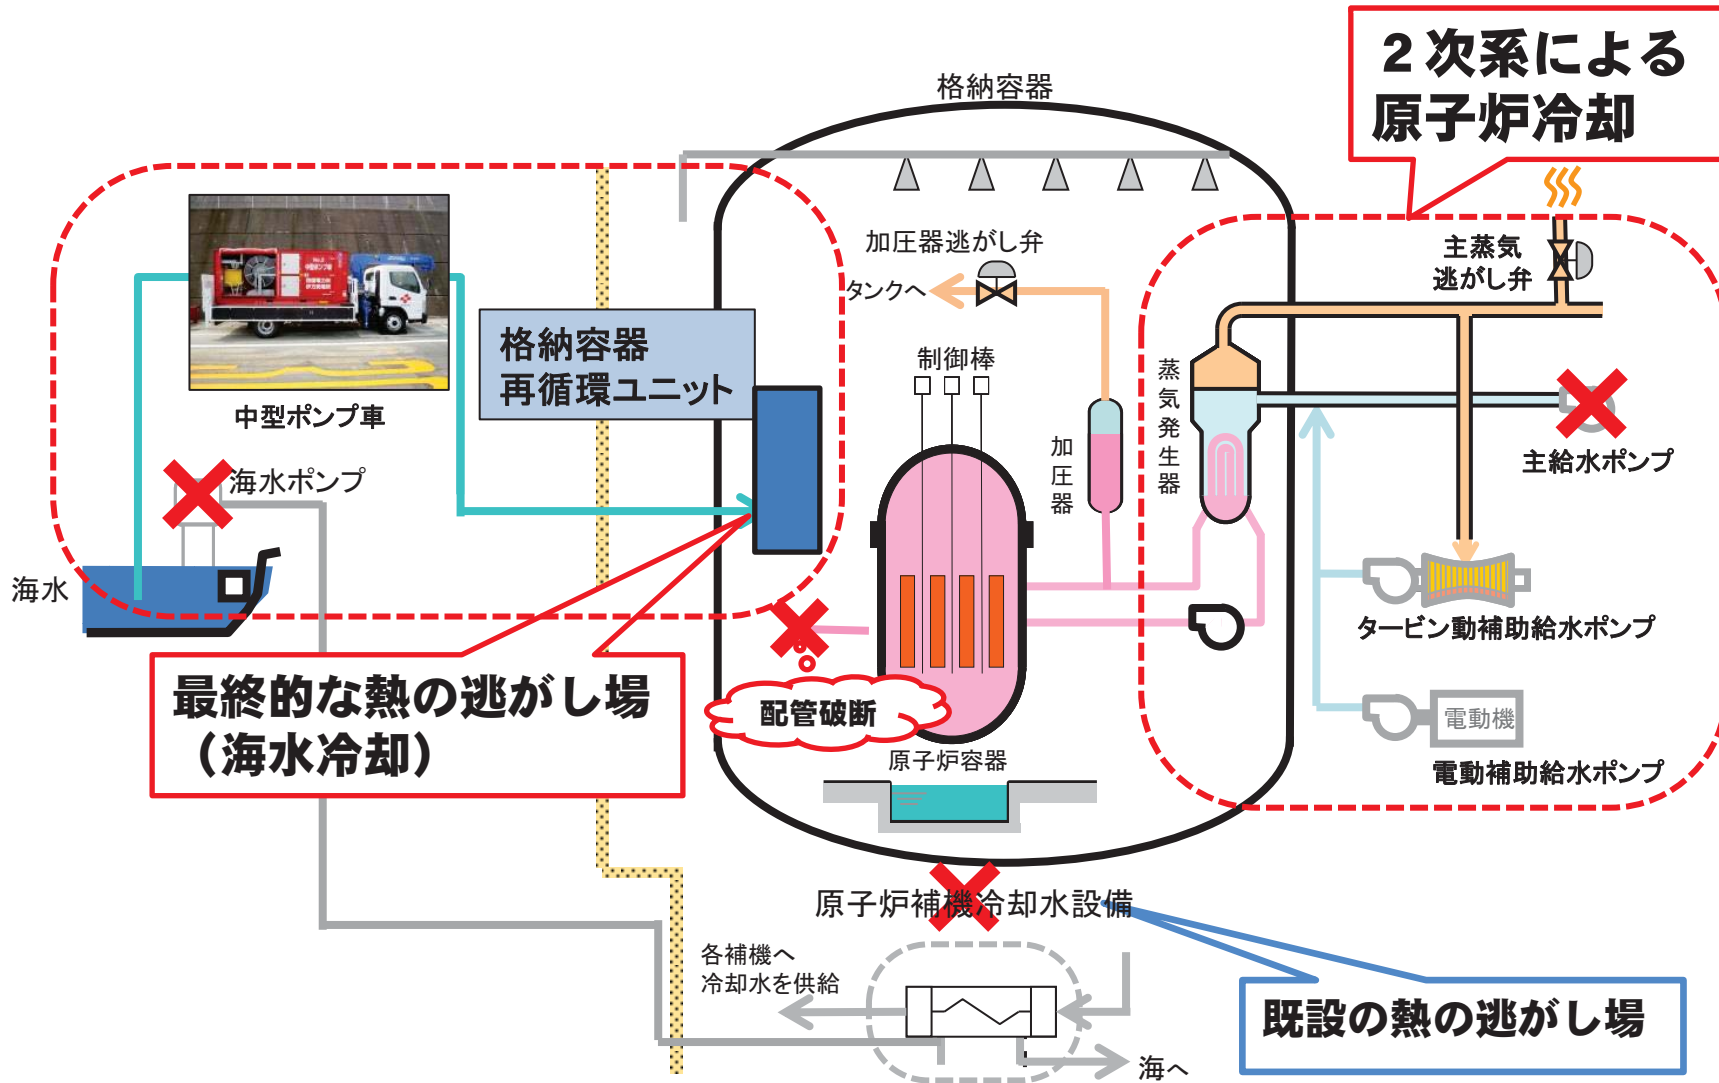 2次系による
原子炉冷却
格納容器
主蒸気
逃がし弁
加圧器逃がし弁
タンクへ
格納容器
再循環ユニット
制御棒
蒸気発生器
中型ポンプ車
加圧器
主給水ポンプ
海水ポンプ
海水
タービン動補助給水ポンプ
最終的な熱の逃がし場
(海水冷却)
配管破断
電動機
原子炉容器
電動補助給水ポンプ
原子炉補機冷却水設備
各補機へ
冷却水を供給
既設の熱の逃がし場
海へ